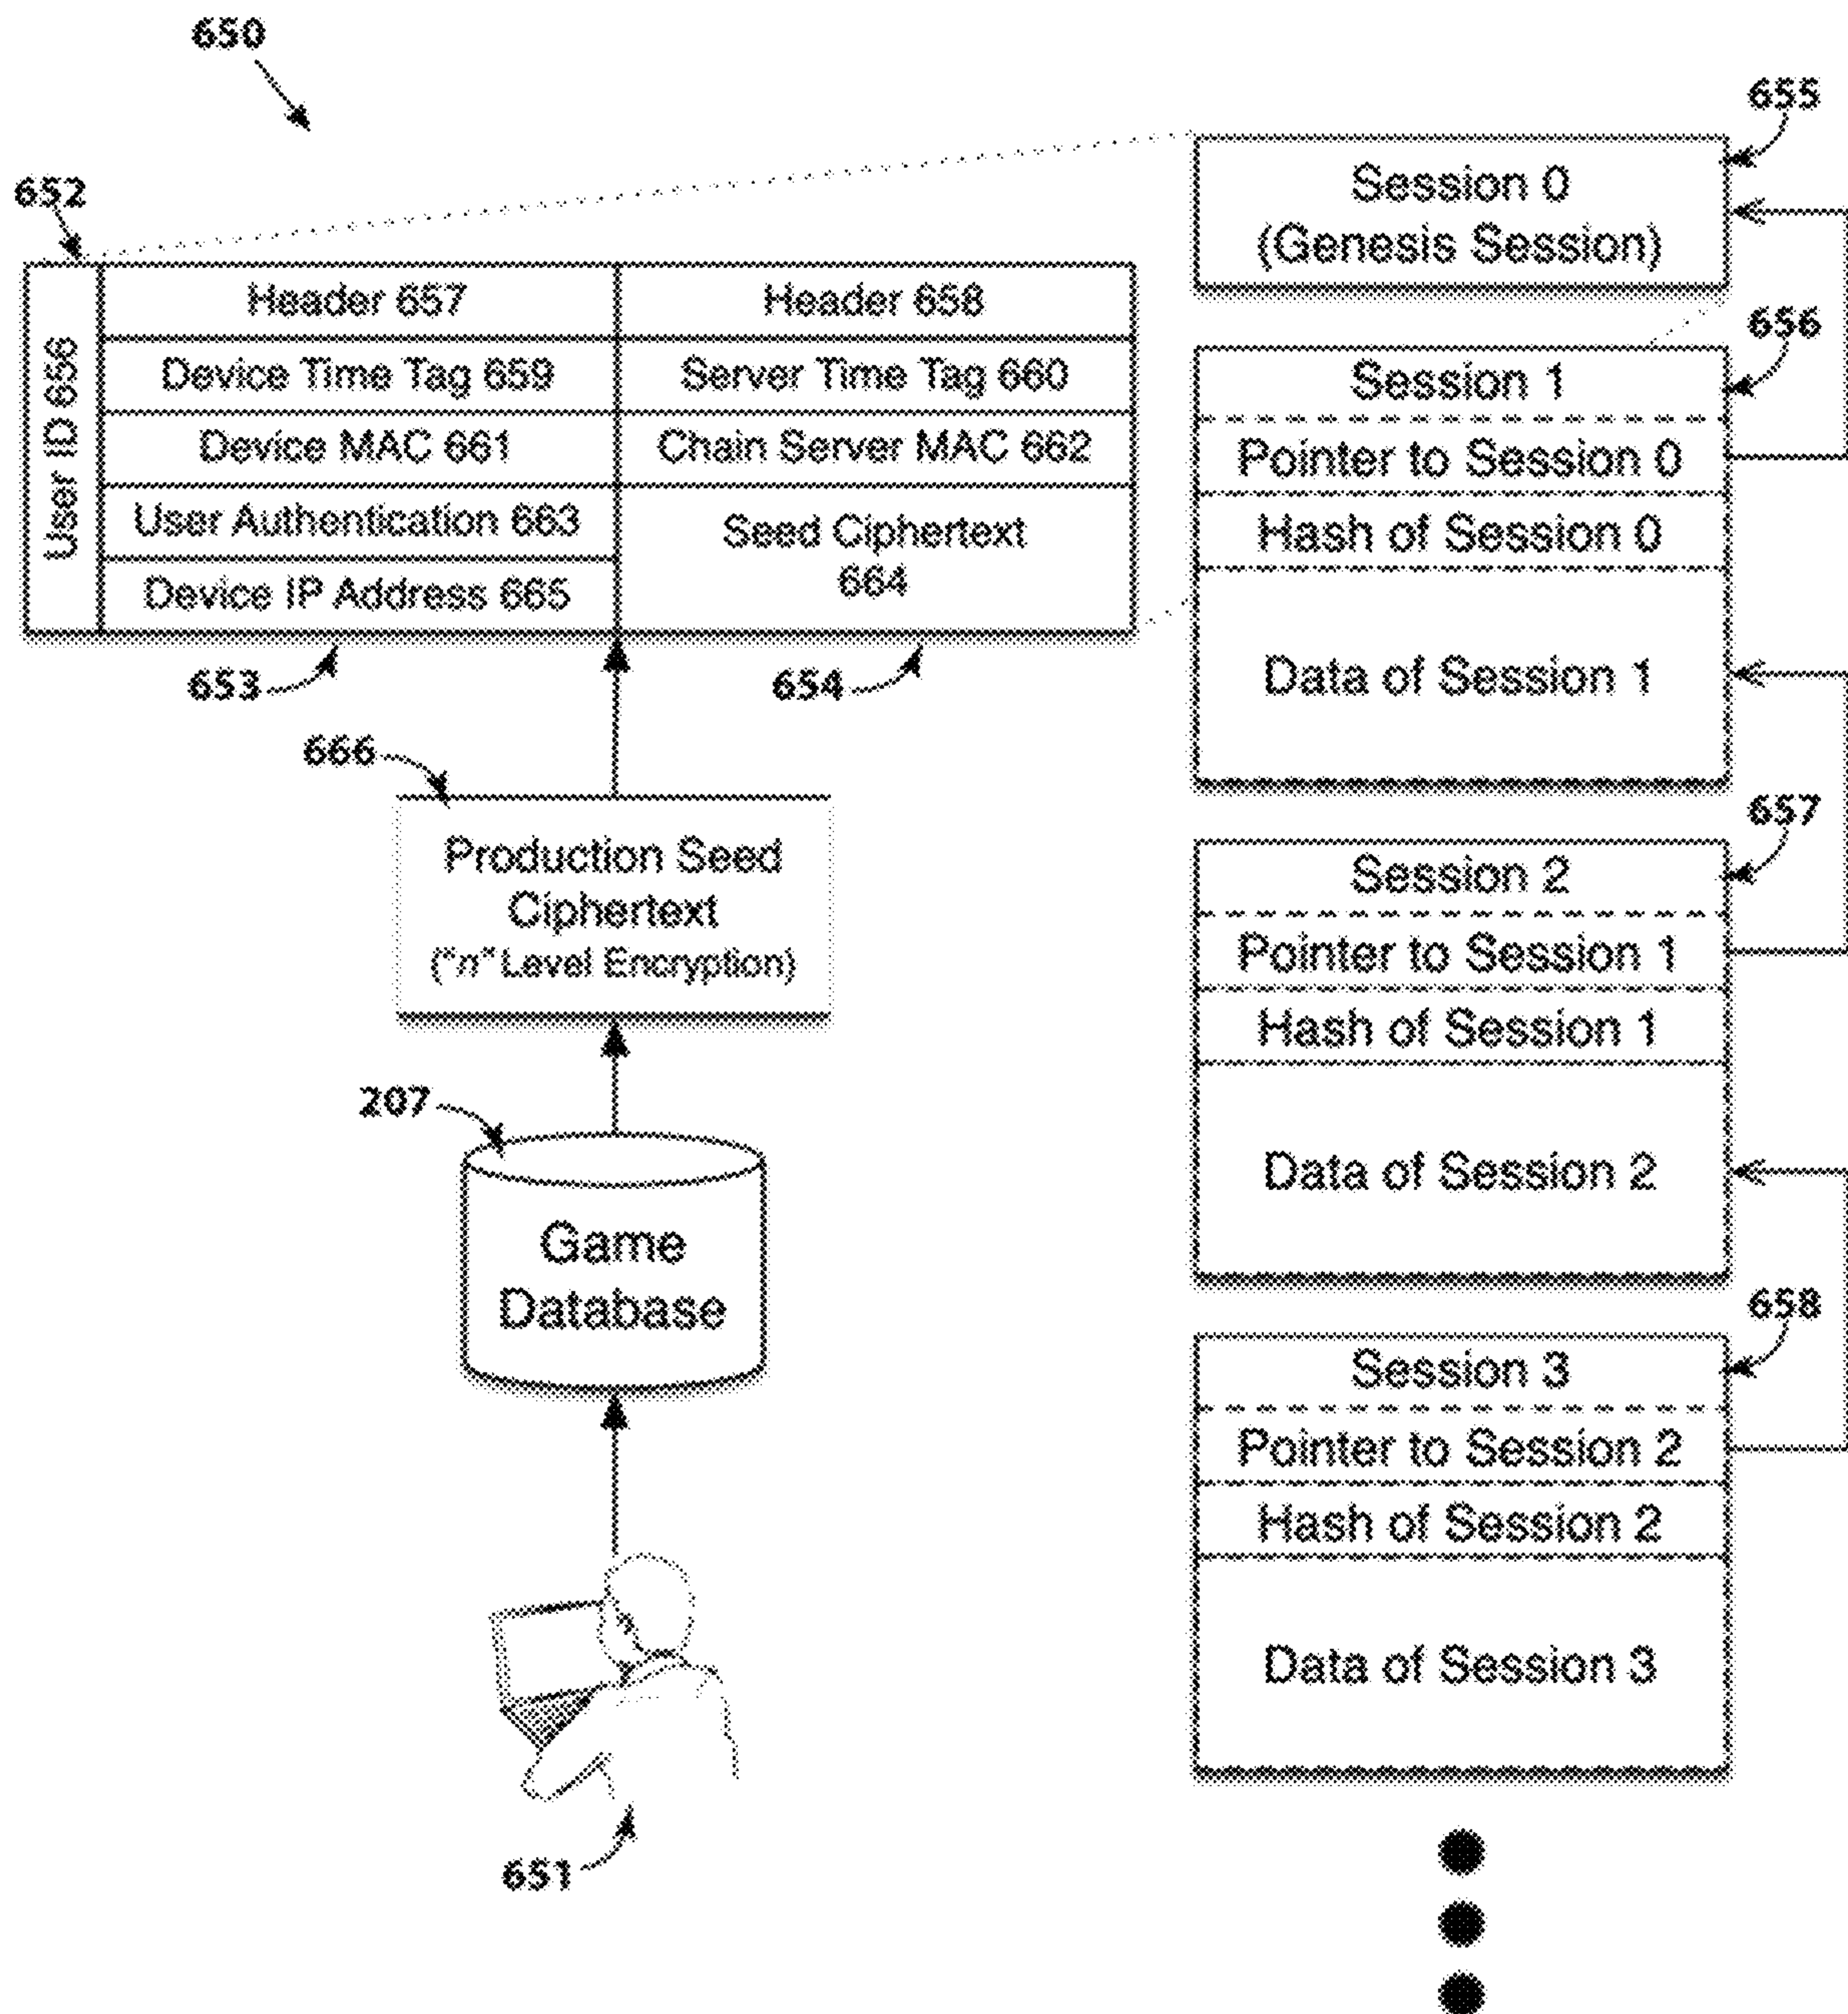 650
655
652
Session 0
(Genesis Session)
User ID 656
Header 657
Header 658
Device Time Tag 659
Server Time Tag 660
Device MAC 661
Chain Server MAC 662
User Authentication 663
Seed Ciphertext
664
Device IP Address 665
653
654
656
Session 1
Pointer to Session 0
Hash of Session 0
Data of Session 1
666
Production Seed
Ciphertext
("n" Level Encryption)
657
Session 2
Pointer to Session 1
Hash of Session 1
Data of Session 2
207
Game
Database
658
Session 3
Pointer to Session 2
Hash of Session 2
Data of Session 3
651